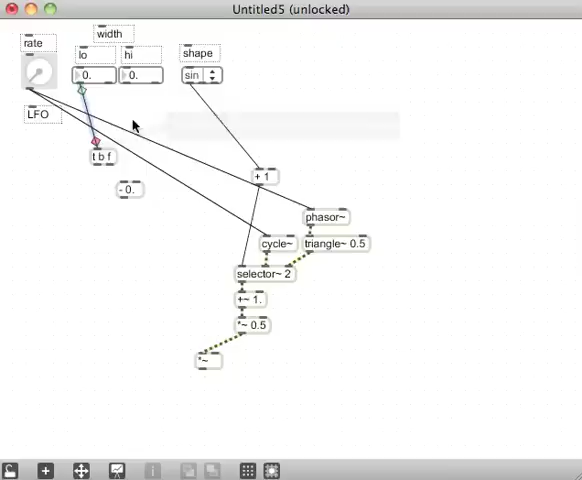 Untitled5 (unlocked)
rate
width
lo
hi
shape
0.
0.
sin
LFO
t b f
- 0.
+ 1
phasor~
cycle~
triangle~ 0.5
selector~ 2
+~ 1.
*~ 0.5
*~